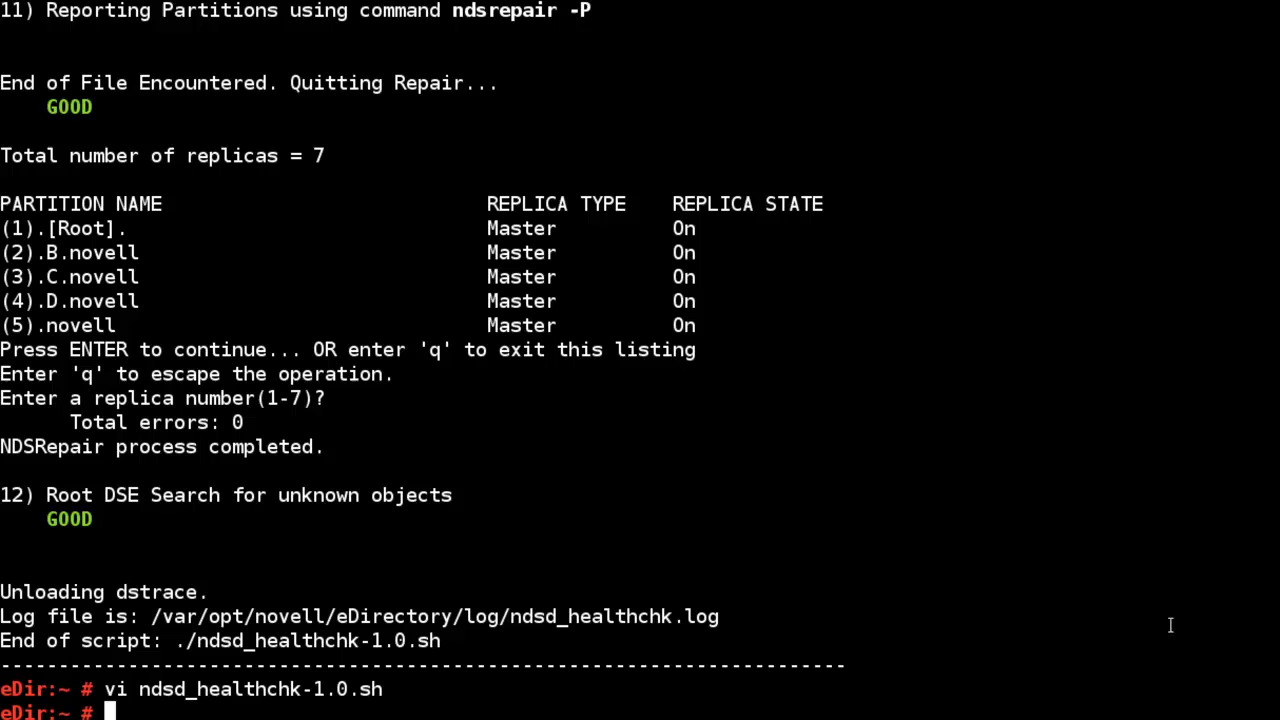 11) Reporting Partitions using command ndsrepair -P
End of File Encountered. Quitting Repair...
GOOD
Total number of replicas = 7
PARTITION NAME REPLICA TYPE REPLICA STATE
(1).[Root]. Master On
(2).B.novell Master On
(3).C.novell Master On
(4).D.novell Master On
(5).novell Master On
Press ENTER to continue... OR enter 'q' to exit this listing
Enter 'q' to escape the operation.
Enter a replica number(1-7)?
Total errors: 0
NDSRepair process completed.
12) Root DSE Search for unknown objects
GOOD
Unloading dstrace.
Log file is: /var/opt/novell/eDirectory/log/ndsd_healthchk.log
End of script: ./ndsd_healthchk-1.0.sh
-------------------------------------------------------------------------
eDir:~ # vi ndsd_healthchk-1.0.sh
eDir:~ #